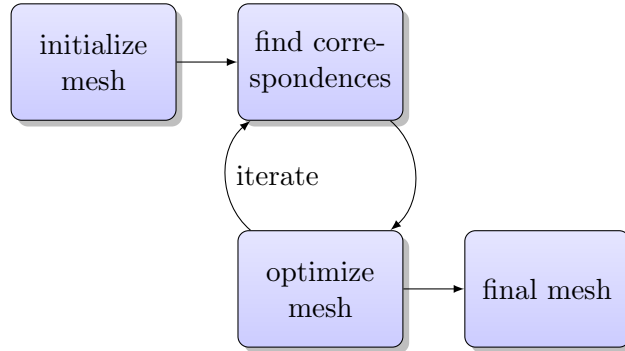 initialize
mesh
find corre-
spondences
iterate
optimize
mesh
final mesh